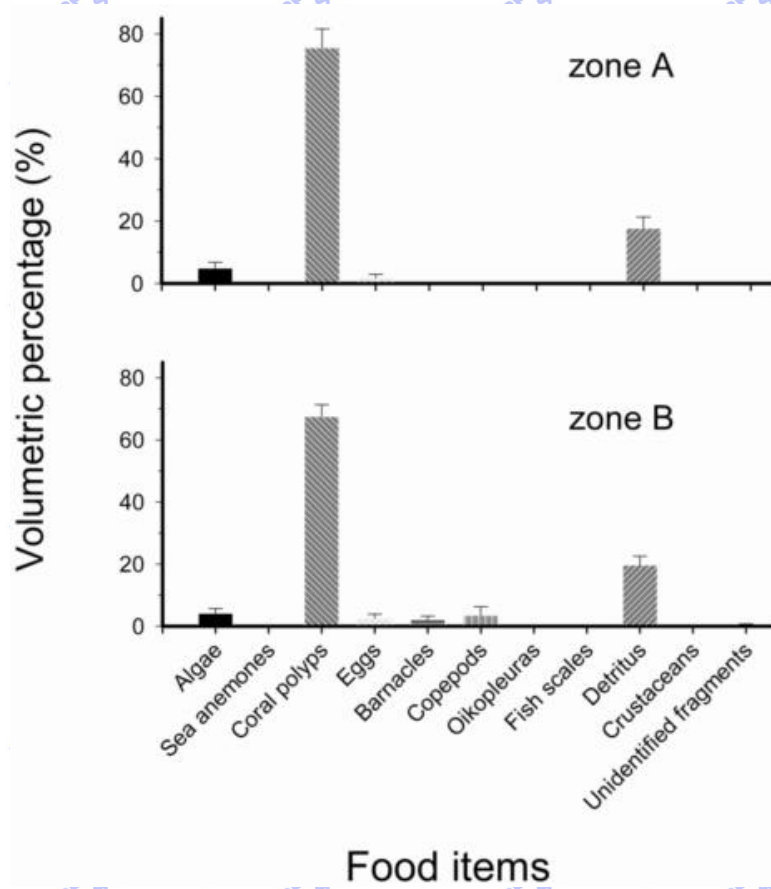 Volumetric percentage (%)
80
60
40
20
0
zone A
80
60
40
20
0
zone B
Algae
Sea anemones
Coral polyps
Eggs
Barnacles
Copepods
Oikopleuras
Fish scales
Detritus
Crustaceans
Unidentified fragments
Food items